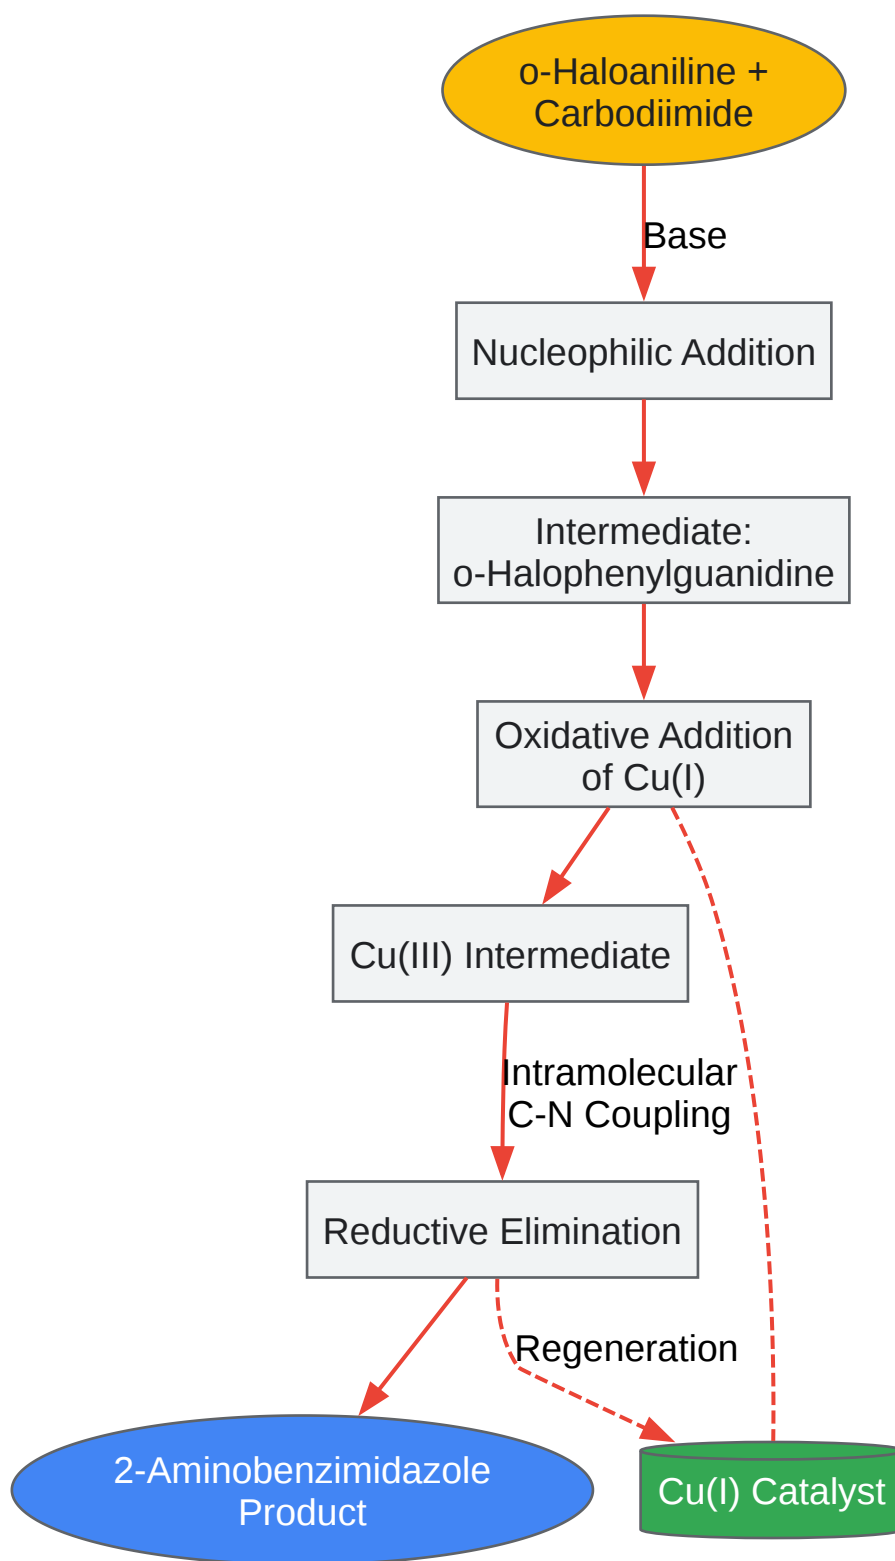 o-Haloaniline +
Carbodiimide
Base
Nucleophilic Addition
Intermediate:
o-Halophenylguanidine
Oxidative Addition
of Cu(I)
Cu(III) Intermediate
Intramolecular
C-N Coupling
Reductive Elimination
Regeneration
2-Aminobenzimidazole
Product
Cu(I) Catalyst